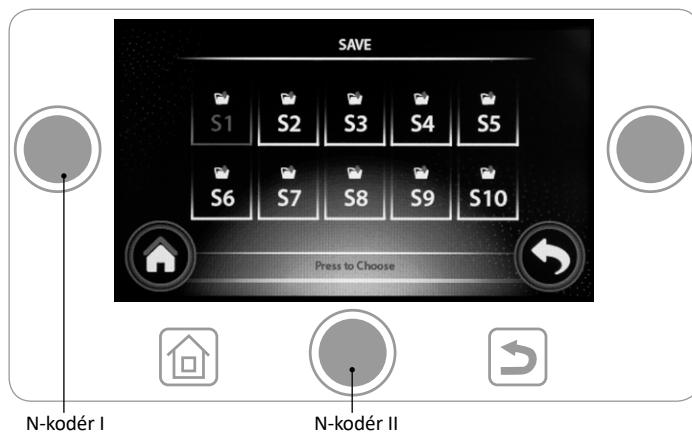 SAVE
S1 S2 S3 S4 S5
S6 S7 S8 S9 S10
Press to Choose
N-kodér I N-kodér II